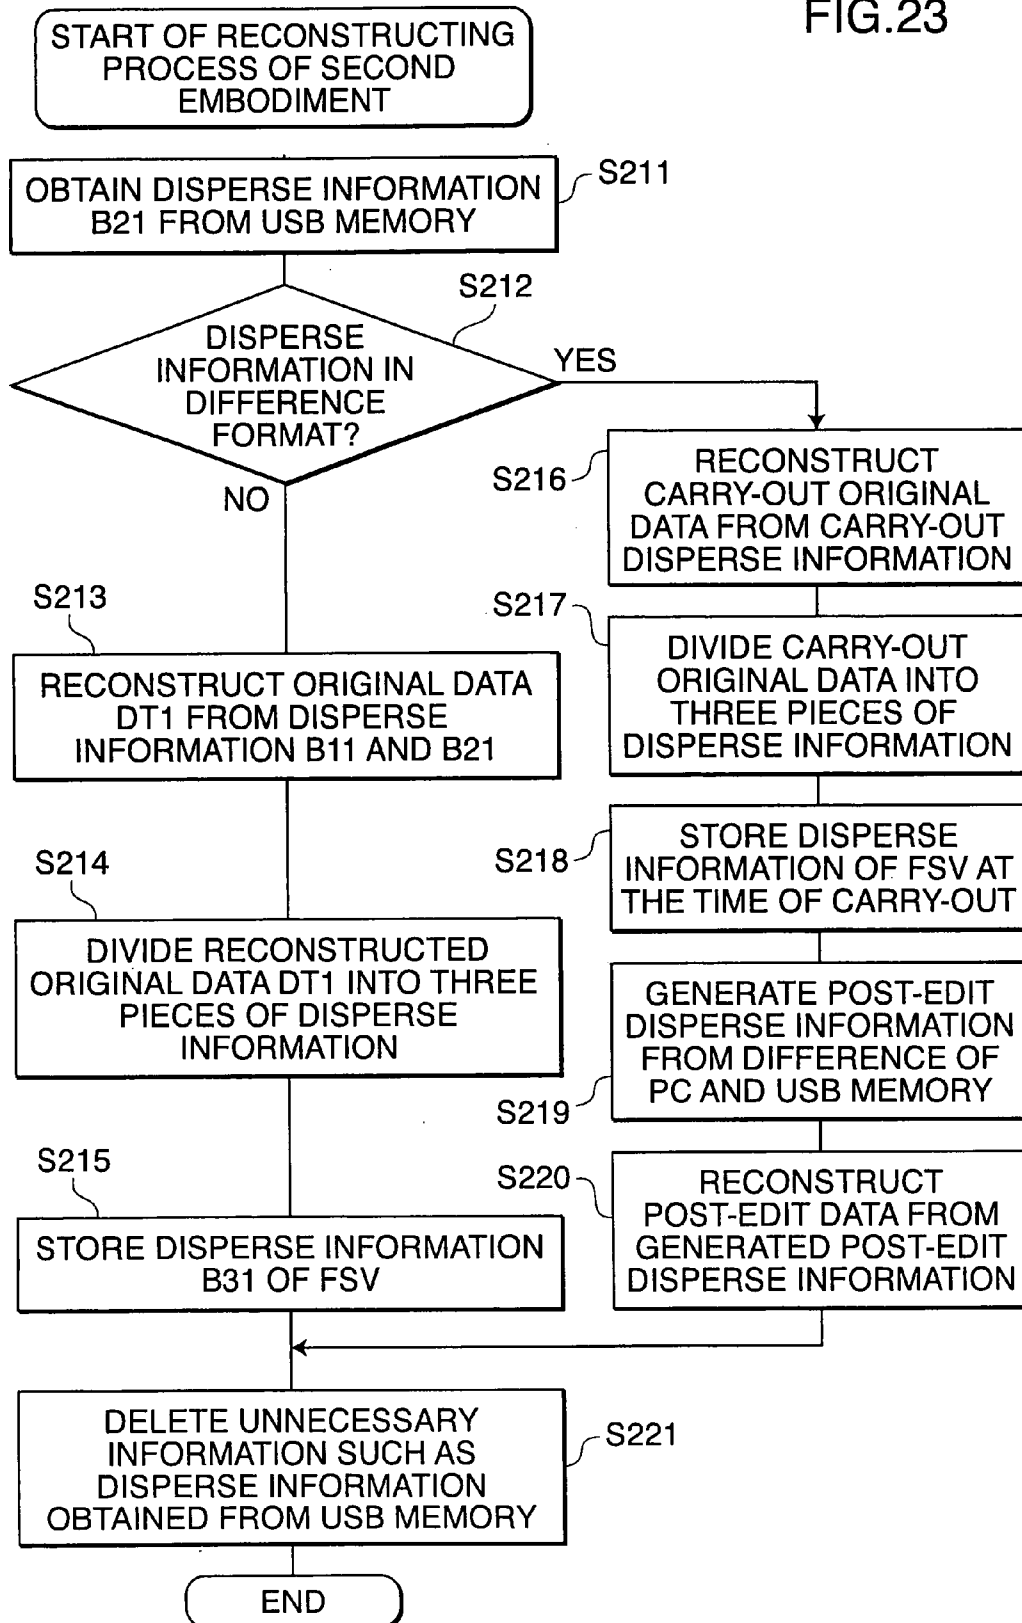 FIG.23
START OF RECONSTRUCTING
PROCESS OF SECOND
EMBODIMENT
S211
OBTAIN DISPERSE INFORMATION
B21 FROM USB MEMORY
S212
DISPERSE
INFORMATION IN
DIFFERENCE
FORMAT?
YES
NO
S213
RECONSTRUCT ORIGINAL DATA
DT1 FROM DISPERSE
INFORMATION B11 AND B21
S214
DIVIDE RECONSTRUCTED
ORIGINAL DATA DT1 INTO THREE
PIECES OF DISPERSE
INFORMATION
S215
STORE DISPERSE INFORMATION
B31 OF FSV
S216
RECONSTRUCT
CARRY-OUT ORIGINAL
DATA FROM CARRY-OUT
DISPERSE INFORMATION
S217
DIVIDE CARRY-OUT
ORIGINAL DATA INTO
THREE PIECES OF
DISPERSE INFORMATION
S218
STORE DISPERSE
INFORMATION OF FSV AT
THE TIME OF CARRY-OUT
S219
GENERATE POST-EDIT
DISPERSE INFORMATION
FROM DIFFERENCE OF
PC AND USB MEMORY
S220
RECONSTRUCT
POST-EDIT DATA FROM
GENERATED POST-EDIT
DISPERSE INFORMATION
S221
DELETE UNNECESSARY
INFORMATION SUCH AS
DISPERSE INFORMATION
OBTAINED FROM USB MEMORY
END